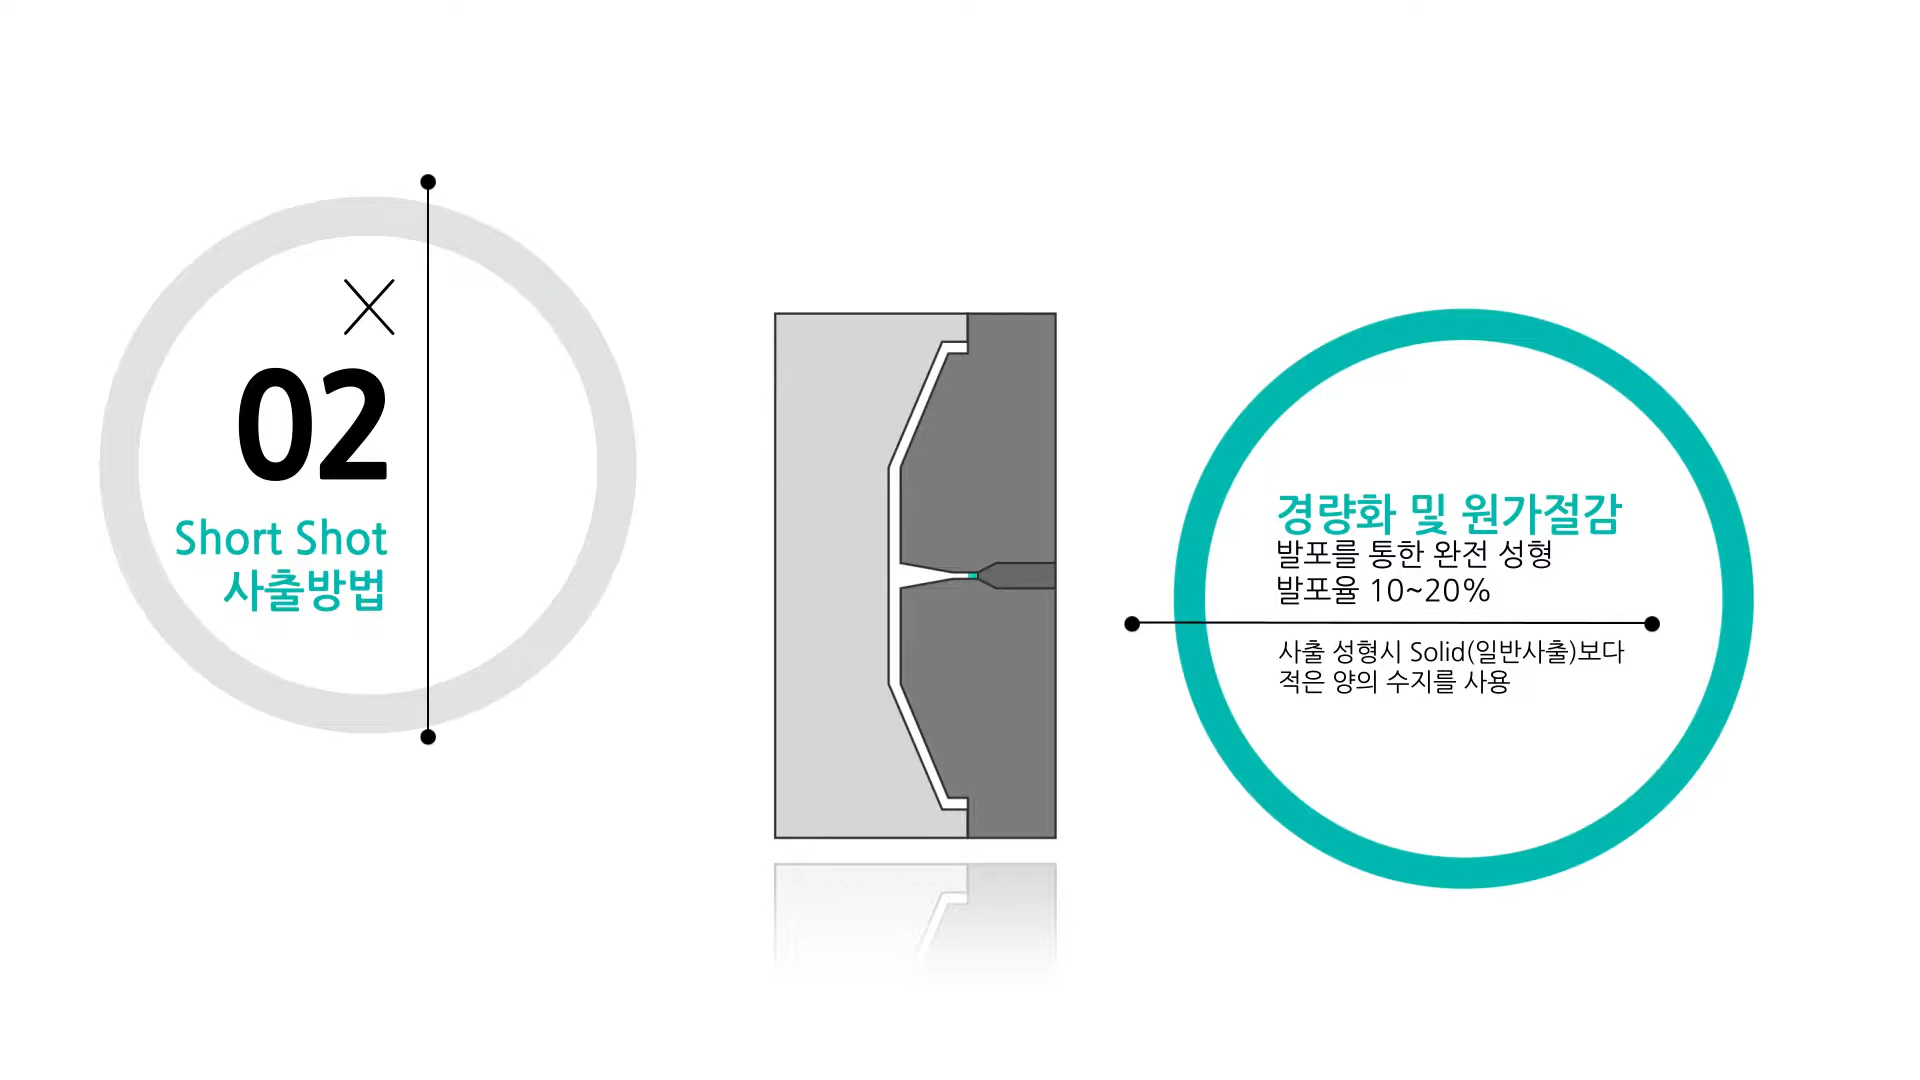 02
Short Shot
사출방법
경량화 및 원가절감
발포를 통한 완전 성형
발포율 10~20%
사출 성형시 Solid(일반사출)보다
적은 양의 수지를 사용